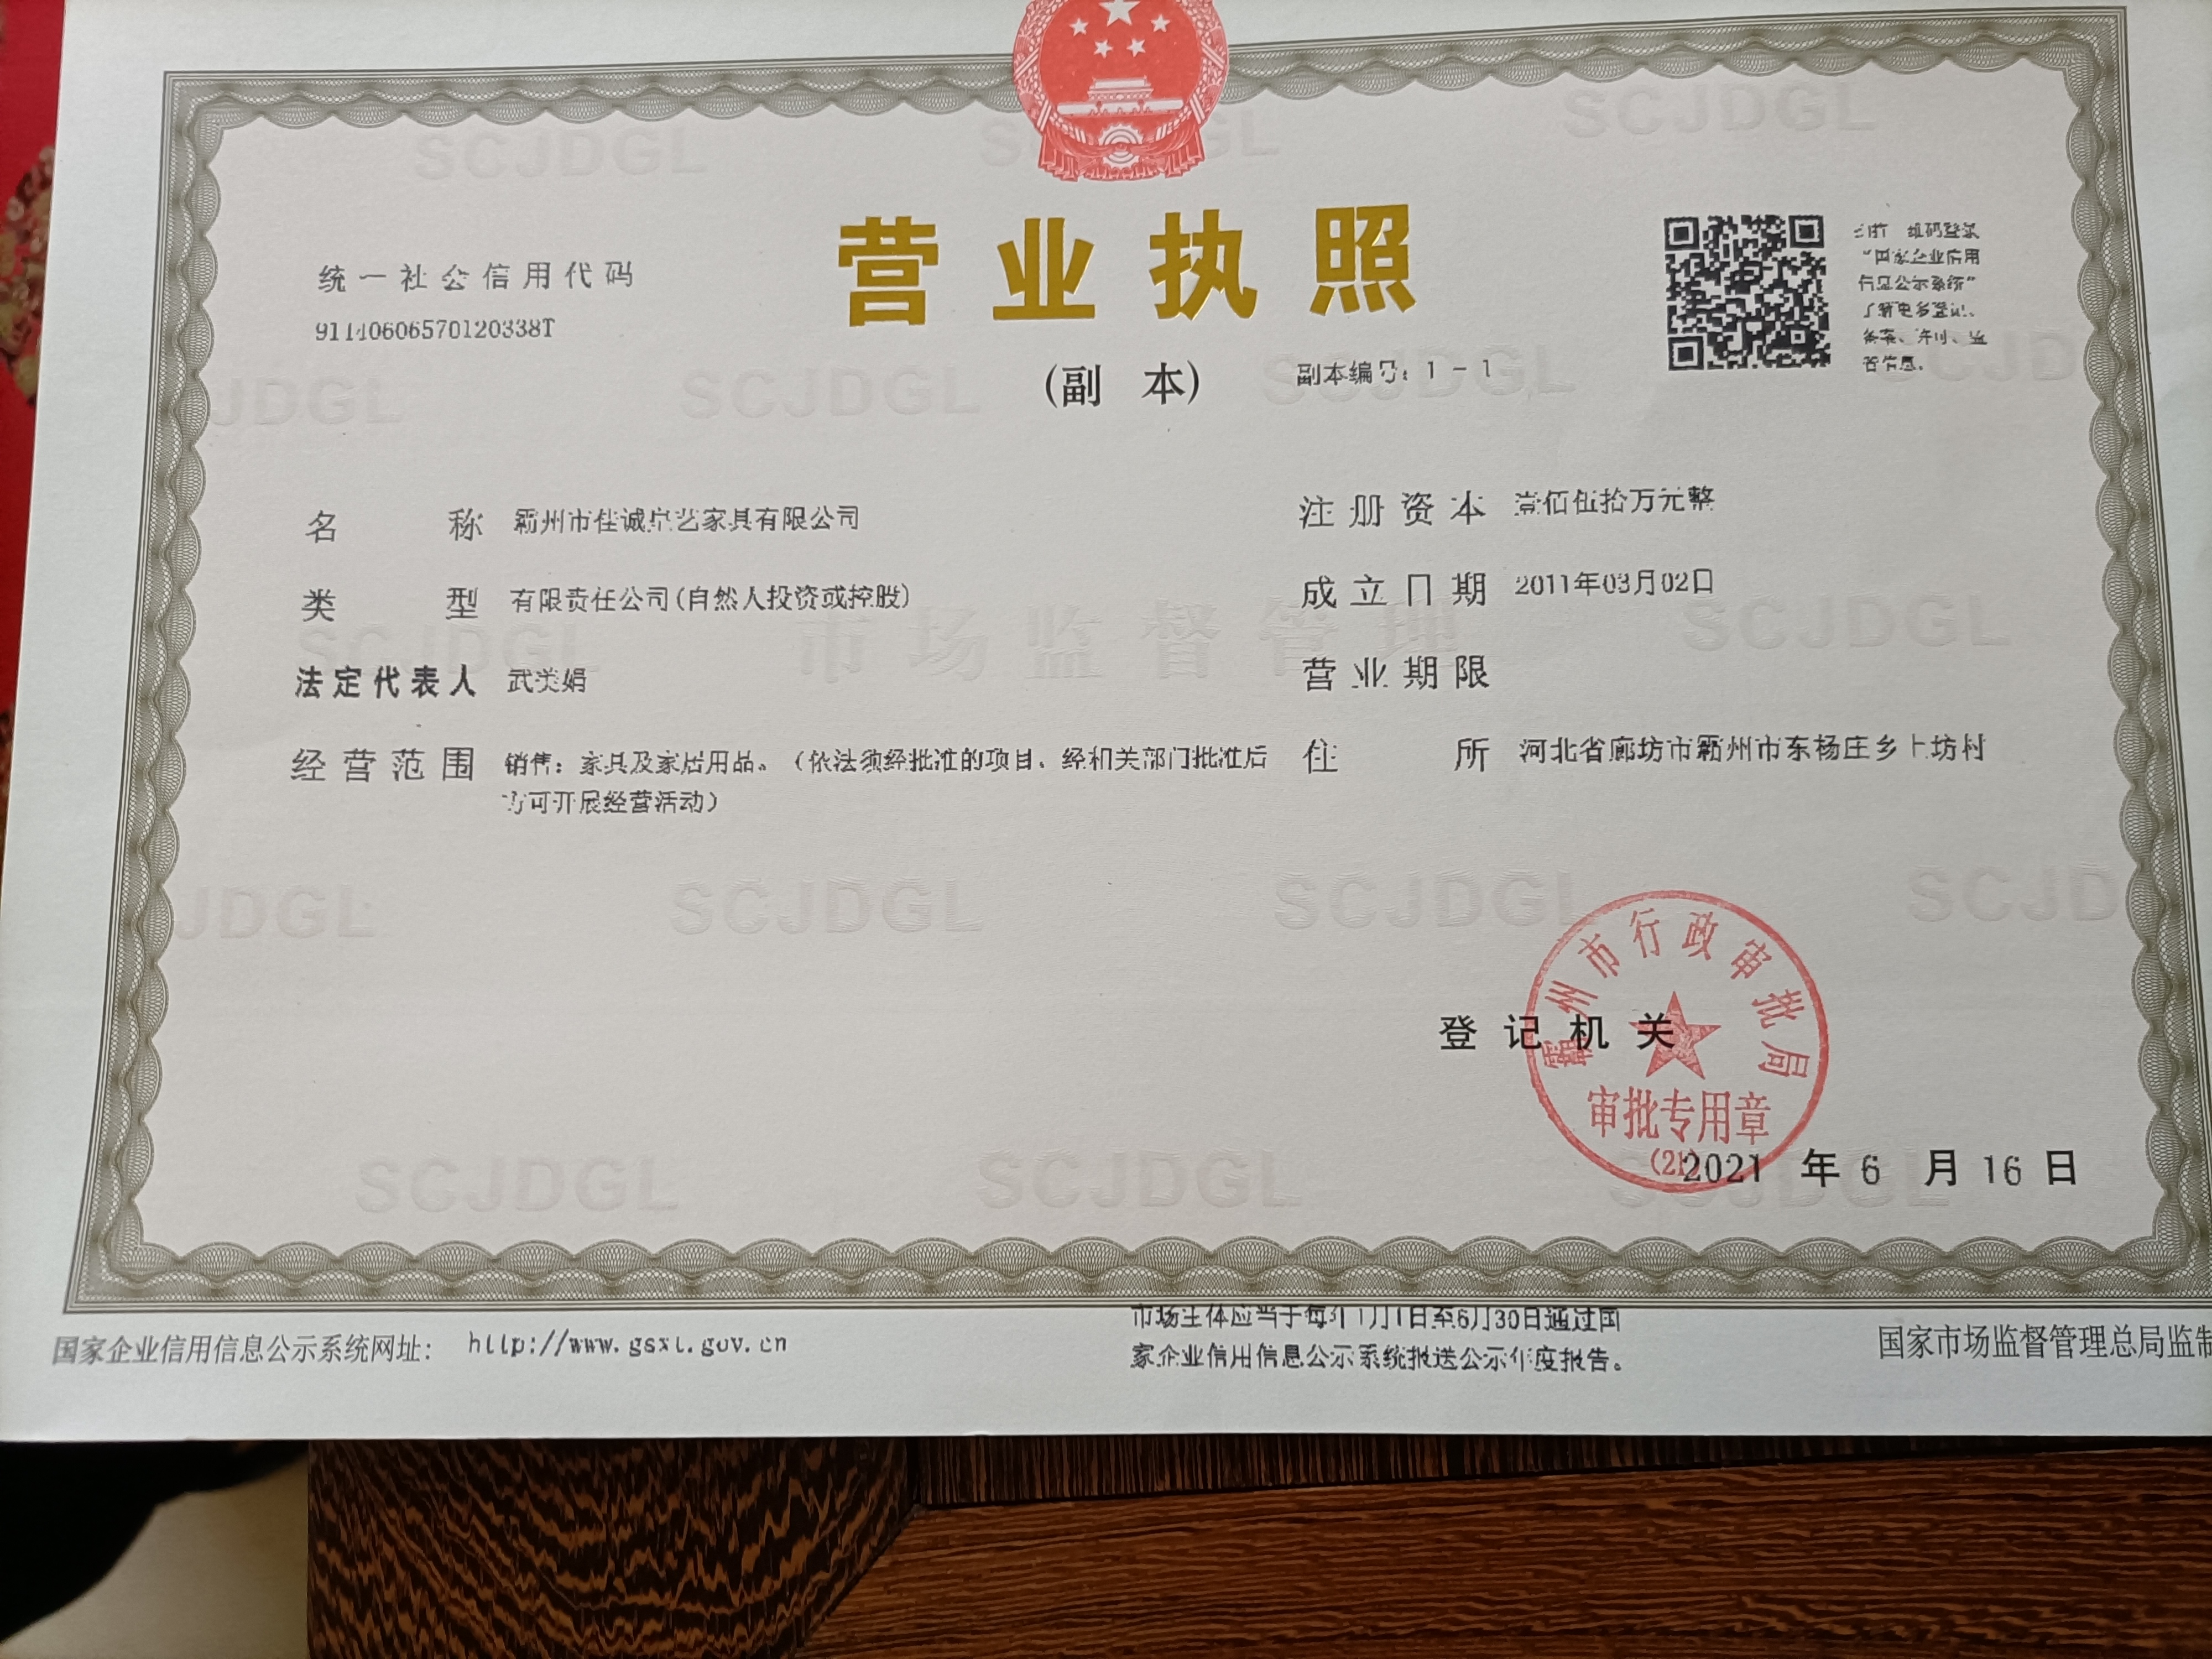 营业执照
(副 本)
副本编号：1-1
统一社会信用代码
扫描二维码登录
“国家企业信用
信息公示系统”
了解更多登记、
备案、许可、监
管信息。
名 称 霸州市佳诚 艺家具有限公司
类 型 有限责任公司(自然人投资或控股)
法定代表人 武 娟
经营范围 销售：家具及家居用品。（依法须经批准的项目，经相关部门批准后
方可开展经营活动）
注册资本 壹佰伍拾万元整
成立日期 2011年03月02日
营业期限
住 所 河北省廊坊市霸州市东杨庄乡上坊村
登记机关
霸州市行政审批局
审批专用章
(21)
2021 年 6 月 16 日
国家企业信用信息公示系统网址： http://www.gsxt.gov.cn
市场主体应当于每年1月1日至6月30日通过国
家企业信用信息公示系统报送公示年度报告。
国家市场监督管理总局监制
SCJDGL
市场监督管理